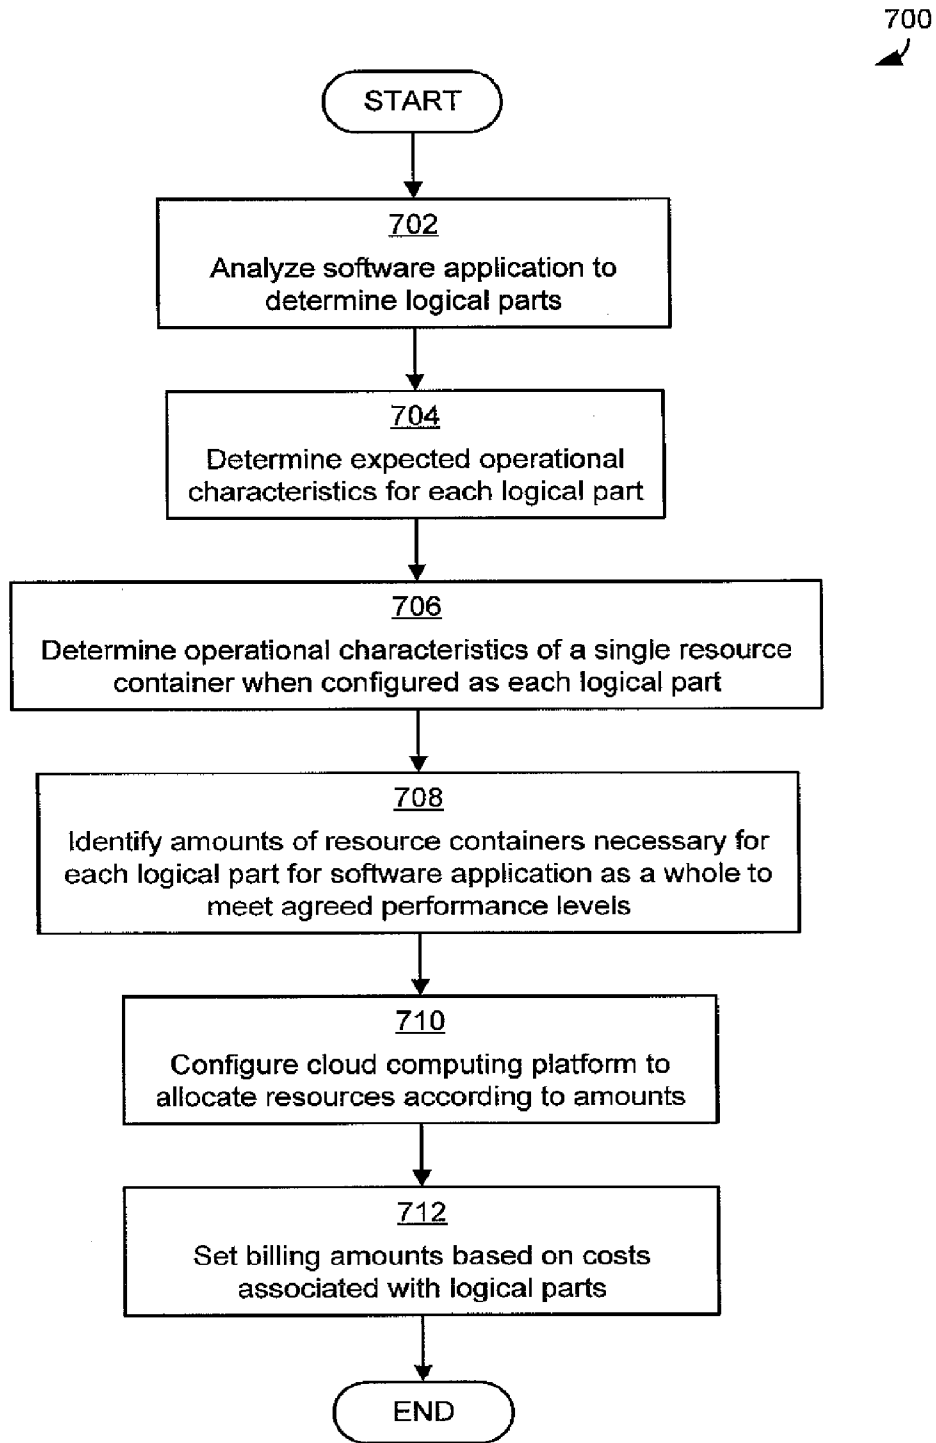 700
START
702
Analyze software application to
determine logical parts
704
Determine expected operational
characteristics for each logical part
706
Determine operational characteristics of a single resource
container when configured as each logical part
708
Identify amounts of resource containers necessary for
each logical part for software application as a whole to
meet agreed performance levels
710
Configure cloud computing platform to
allocate resources according to amounts
712
Set billing amounts based on costs
associated with logical parts
END